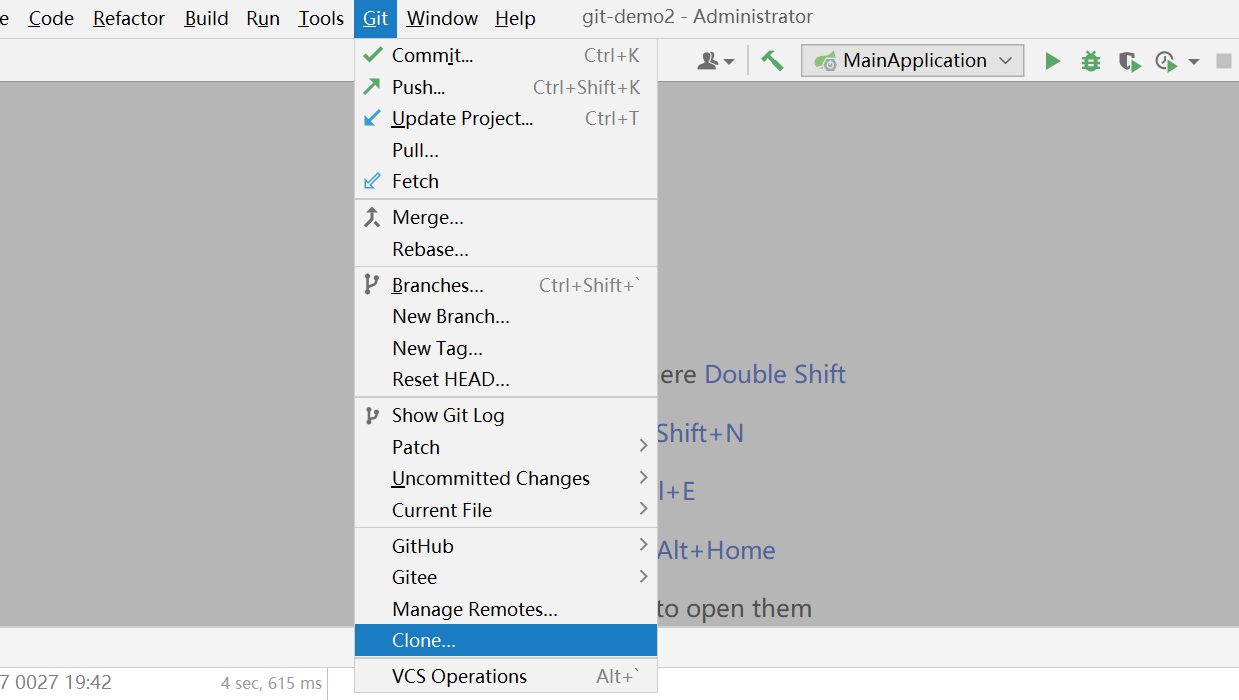 e Code Refactor Build Run Tools Git Window Help git-demo2 - Administrator
MainApplication
Commit... Ctrl+K
Push... Ctrl+Shift+K
Update Project... Ctrl+T
Pull...
Fetch
Merge...
Rebase...
Branches... Ctrl+Shift+`
New Branch...
New Tag...
Reset HEAD...
Show Git Log
Patch
Uncommitted Changes
Current File
GitHub
Gitee
Manage Remotes...
Clone...
VCS Operations Alt+`
ere Double Shift
Shift+N
l+E
Alt+Home
to open them
7 0027 19:42 4 sec, 615 ms